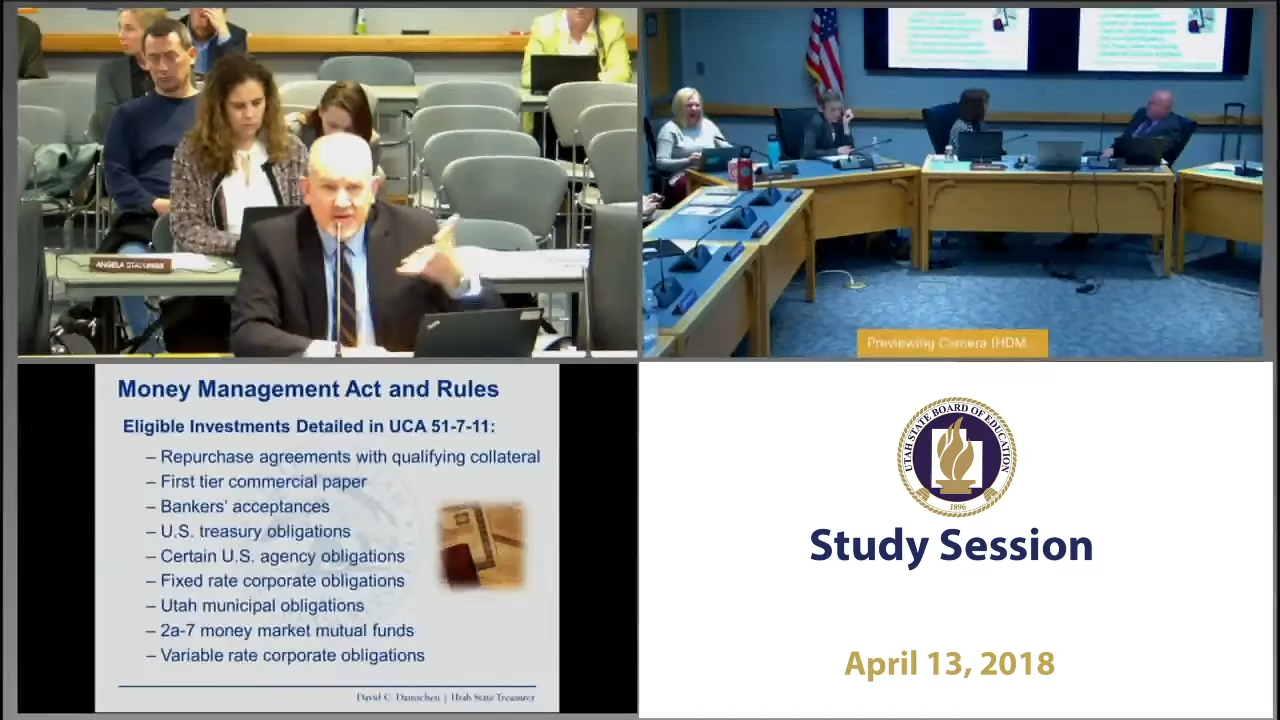 Previewing Camera IHDM.
Money Management Act and Rules
Eligible Investments Detailed in UCA 51-7-11:
– Repurchase agreements with qualifying collateral
– First tier commercial paper
– Bankers' acceptances
– U.S. treasury obligations
– Certain U.S. agency obligations
– Fixed rate corporate obligations
– Utah municipal obligations
– 2a-7 money market mutual funds
– Variable rate corporate obligations
David C. Damschen | Utah State Treasurer
UTAH STATE BOARD OF EDUCATION
1896
Study Session
April 13, 2018